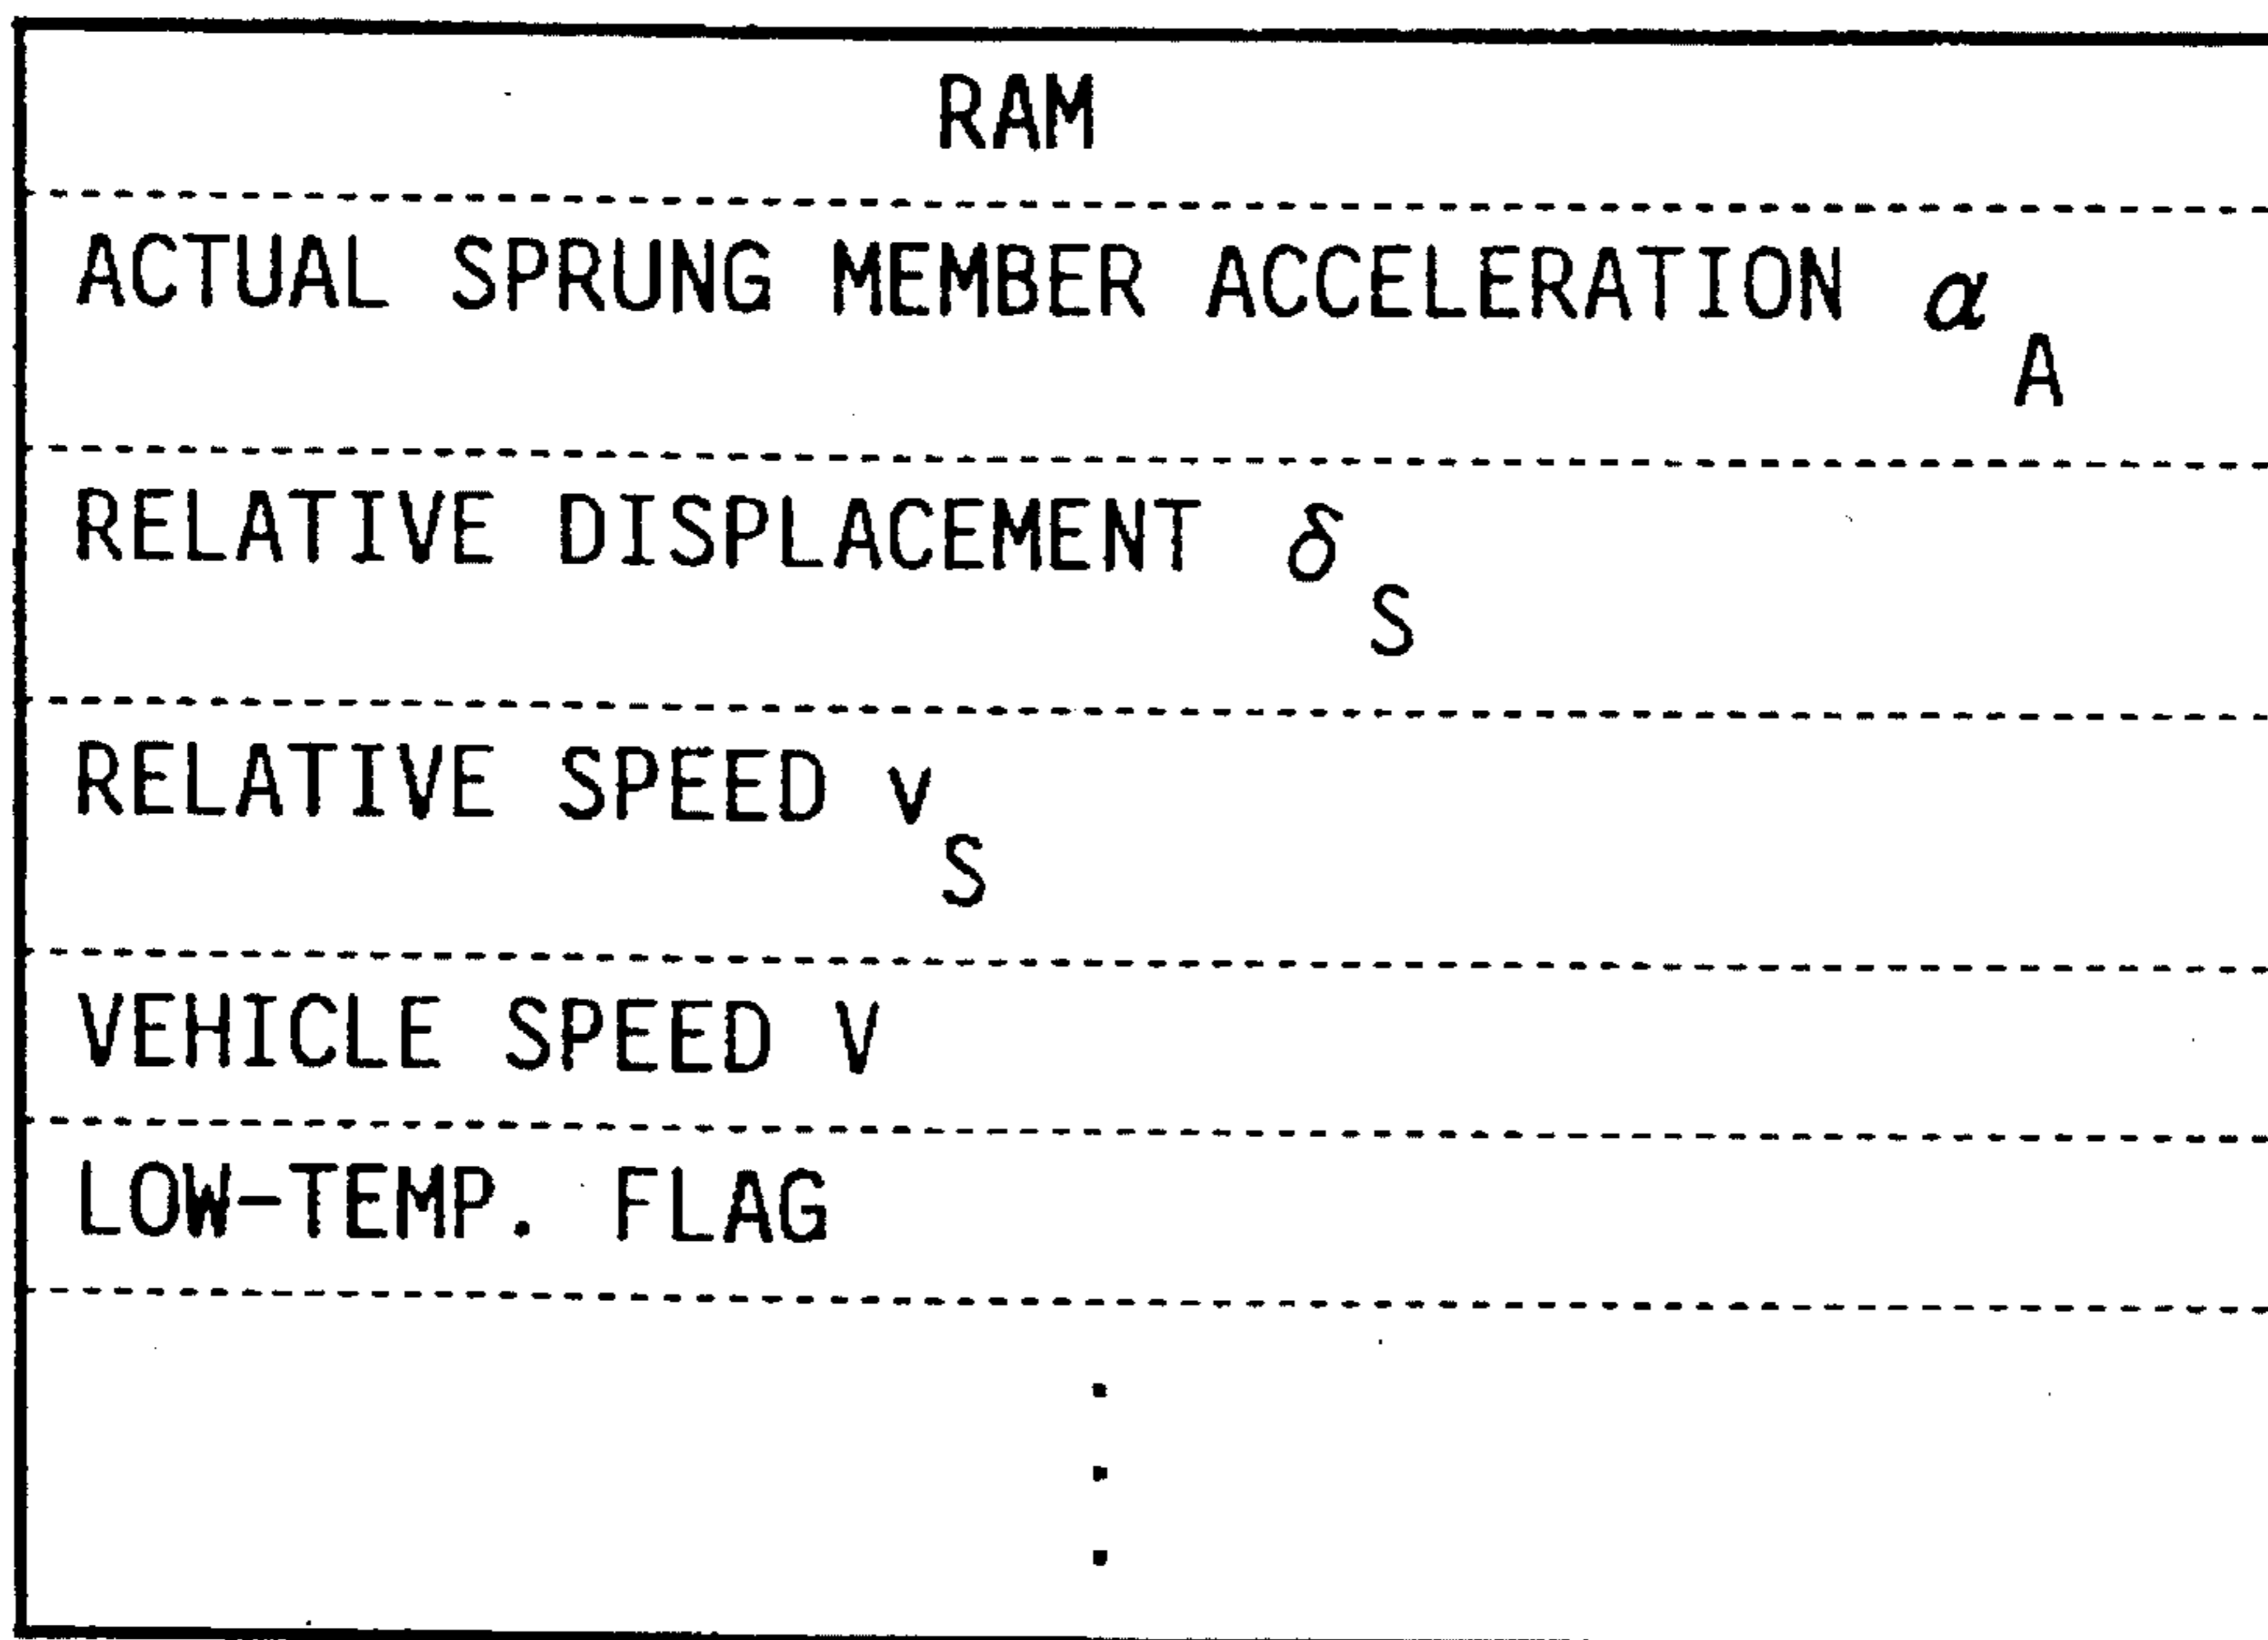 RAM
ACTUAL SPRUNG MEMBER ACCELERATION α A
RELATIVE DISPLACEMENT δ S
RELATIVE SPEED v S
VEHICLE SPEED V
LOW-TEMP. FLAG